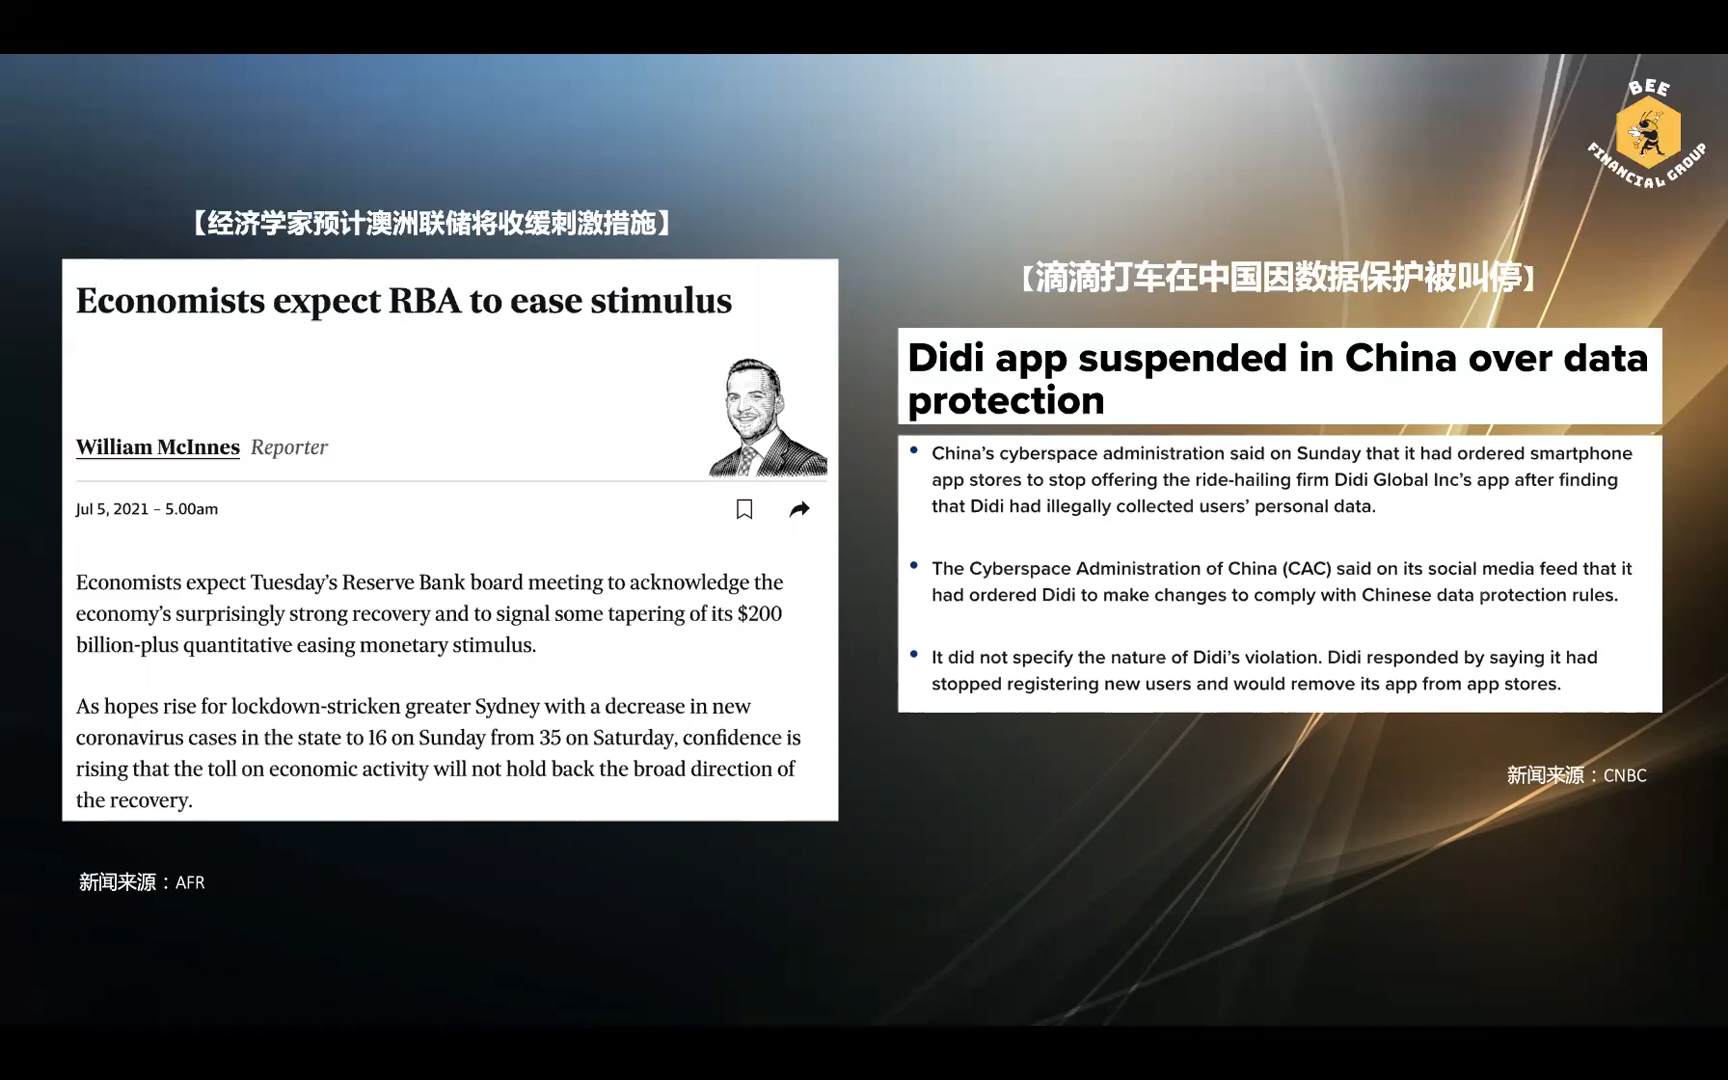 BEE
FINANCIAL GROUP
【经济学家预计澳洲联储将收缓刺激措施】
Economists expect RBA to ease stimulus
William McInnes Reporter
Jul 5, 2021 – 5.00am
Economists expect Tuesday's Reserve Bank board meeting to acknowledge the
economy's surprisingly strong recovery and to signal some tapering of its $200
billion-plus quantitative easing monetary stimulus.
As hopes rise for lockdown-stricken greater Sydney with a decrease in new
coronavirus cases in the state to 16 on Sunday from 35 on Saturday, confidence is
rising that the toll on economic activity will not hold back the broad direction of
the recovery.
新闻来源：AFR
【滴滴打车在中国因数据保护被叫停】
Didi app suspended in China over data
protection
• China's cyberspace administration said on Sunday that it had ordered smartphone
app stores to stop offering the ride-hailing firm Didi Global Inc's app after finding
that Didi had illegally collected users' personal data.
• The Cyberspace Administration of China (CAC) said on its social media feed that it
had ordered Didi to make changes to comply with Chinese data protection rules.
• It did not specify the nature of Didi's violation. Didi responded by saying it had
stopped registering new users and would remove its app from app stores.
新闻来源：CNBC